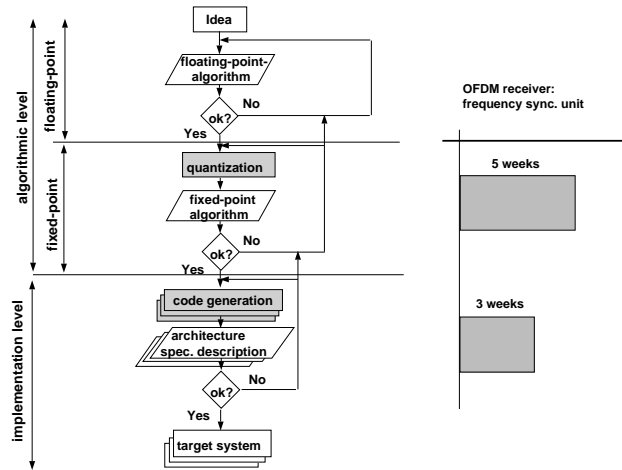 Idea
floating-point-
algorithm
ok?
No
Yes
quantization
fixed-point
algorithm
ok?
No
Yes
code generation
architecture
spec. description
ok?
No
Yes
target system
algorithmic level
floating-point
fixed-point
implementation level
OFDM receiver:
frequency sync. unit
5 weeks
3 weeks